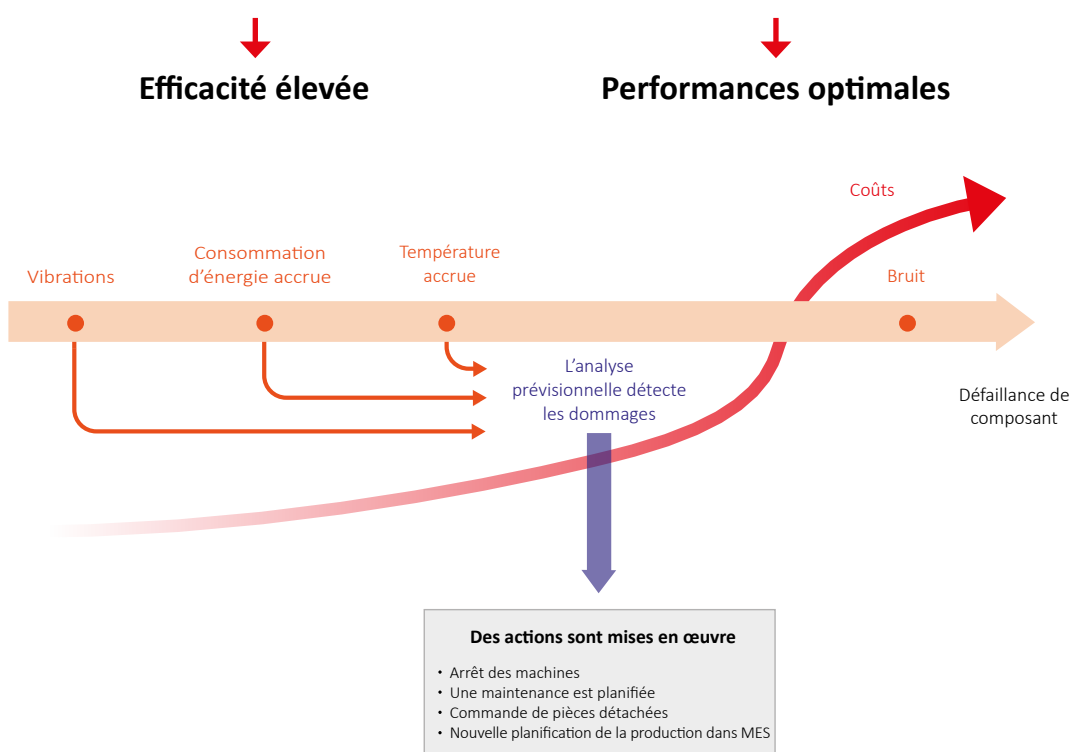 Efficacité élevée
Performances optimales
Coûts
Vibrations
Consommation
d’énergie accrue
Température
accrue
Bruit
L’analyse
prévisionnelle détecte
les dommages
Défaillance de
composant
Des actions sont mises en œuvre
• Arrêt des machines
• Une maintenance est planifiée
• Commande de pièces détachées
• Nouvelle planification de la production dans MES